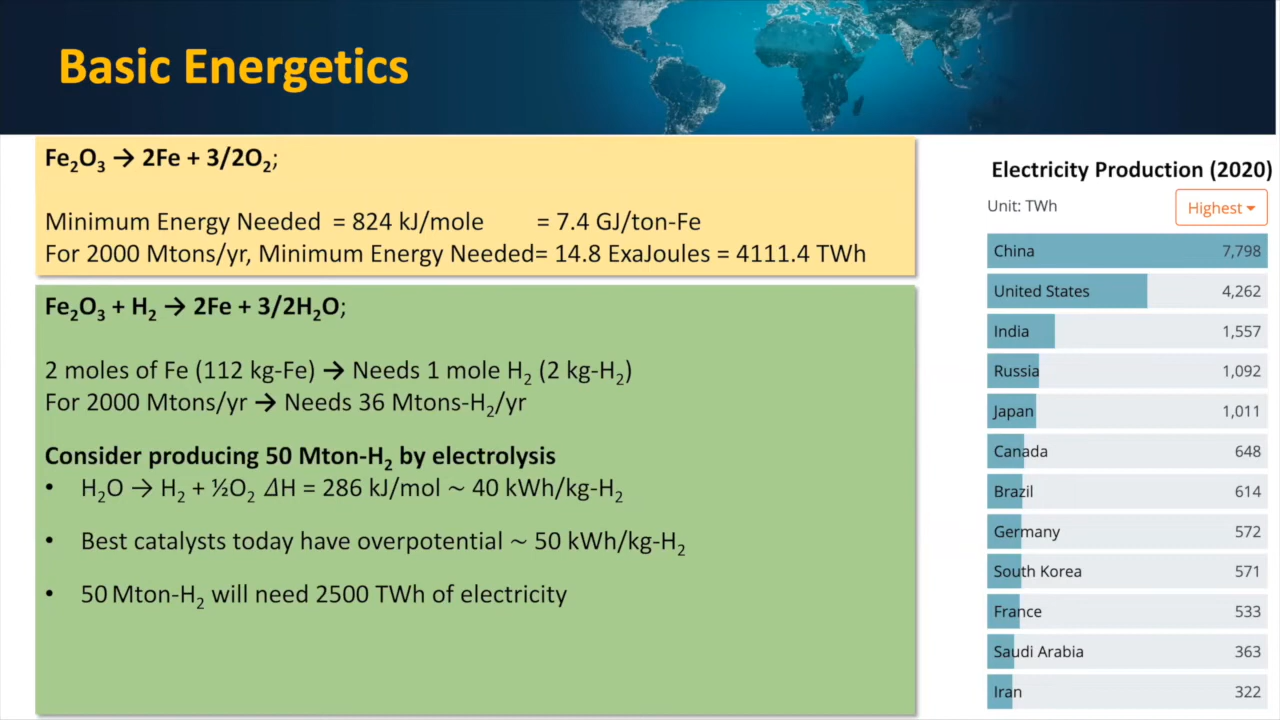 Basic Energetics
Fe₂O₃ → 2Fe + 3/2O₂;
Minimum Energy Needed = 824 kJ/mole = 7.4 GJ/ton-Fe
For 2000 Mtons/yr, Minimum Energy Needed= 14.8 ExaJoules = 4111.4 TWh
Fe₂O₃ + H₂ → 2Fe + 3/2H₂O;
2 moles of Fe (112 kg-Fe) → Needs 1 mole H₂ (2 kg-H₂)
For 2000 Mtons/yr → Needs 36 Mtons-H₂/yr
Consider producing 50 Mton-H₂ by electrolysis
• H₂O → H₂ + ½O₂ ΔH = 286 kJ/mol ~ 40 kWh/kg-H₂
• Best catalysts today have overpotential ~ 50 kWh/kg-H₂
• 50 Mton-H₂ will need 2500 TWh of electricity
Electricity Production (2020)
Unit: TWh
Highest
China 7,798
United States 4,262
India 1,557
Russia 1,092
Japan 1,011
Canada 648
Brazil 614
Germany 572
South Korea 571
France 533
Saudi Arabia 363
Iran 322